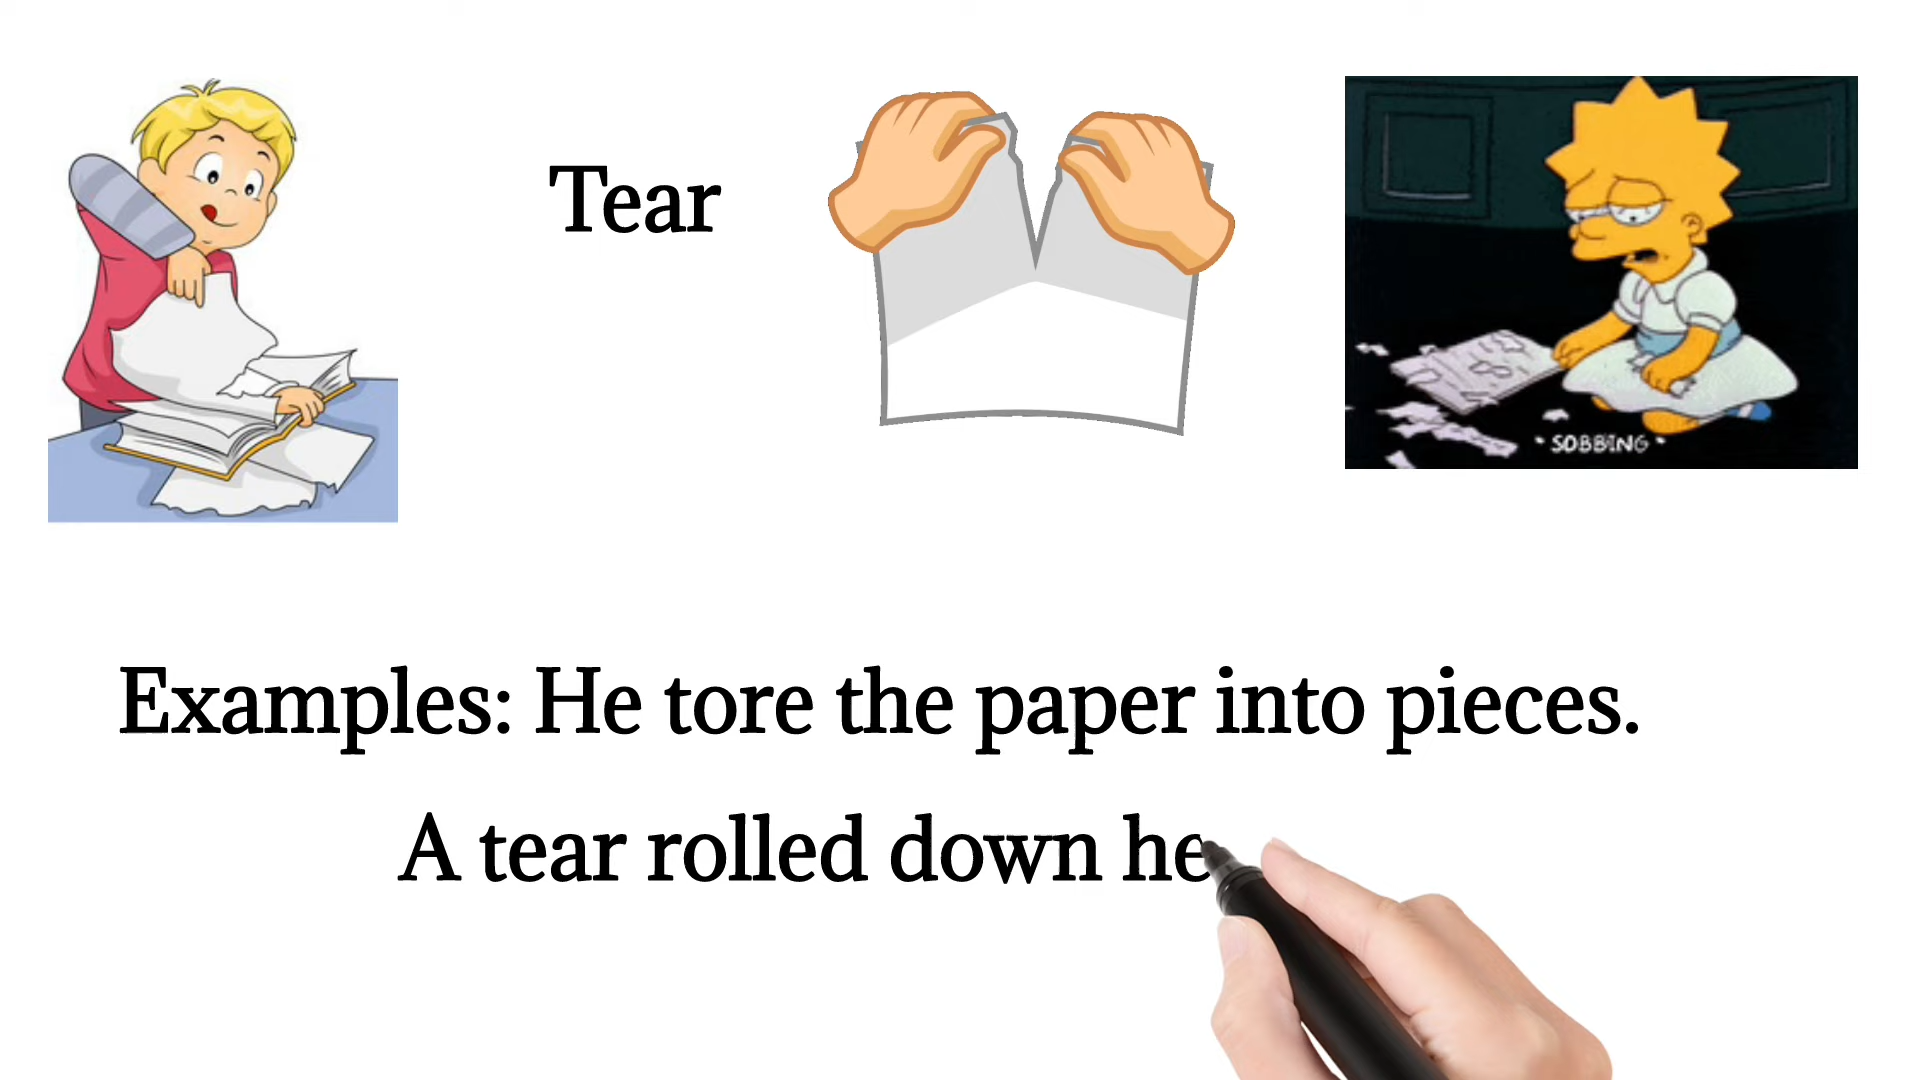 Tear
* SOBBING *
Examples: He tore the paper into pieces.
A tear rolled down he